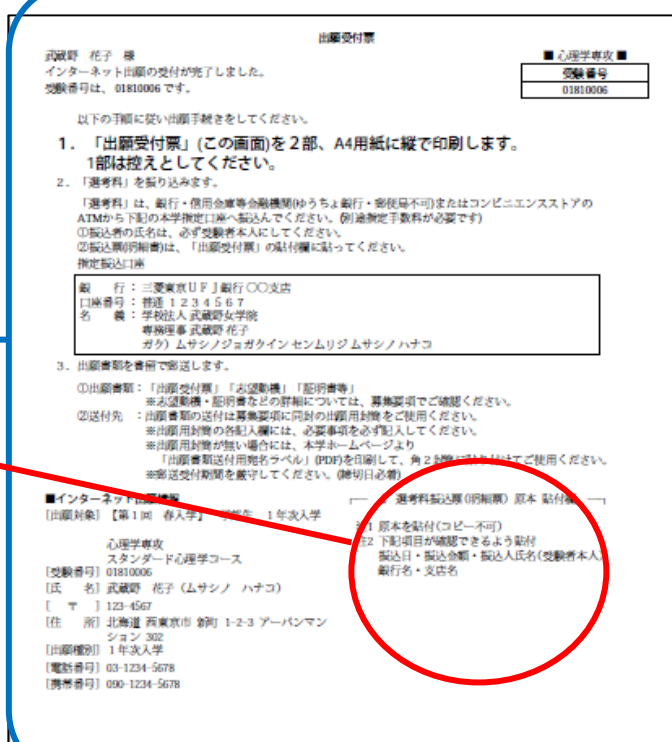 出願受付票
武蔵野 花子 様
■ 心理学専攻 ■
インターネット出願の受付が完了しました。
受験番号
受験番号は、01810006 です。
01810006
以下の手順に従い出願手続きをしてください。
1. 「出願受付票」(この画面)を２部、A4用紙に縦で印刷します。
1部は控えとしてください。
2. 「選考料」を振り込みます。
「選考料」は、銀行・信用金庫等金融機関(ゆうちょ銀行・郵便局不可)またはコンビニエンスストアの
ATMから下記の本学指定口座へ振込んでください。(別途指定手数料が必要です)
①振込者の氏名は、必ず受験者本人にしてください。
②振込票(明細書)は、「出願受付票」の貼付欄に貼ってください。
指定振込口座
銀　行：三菱東京ＵＦＪ銀行 〇〇支店
口座番号：普通 １２３４５６７
名　義：学校法人 武蔵野女学院
専務理事 武蔵野 花子
ガク）ムサシノジョガクイン センムリジ ムサシノ ハナコ
3. 出願書類を書留で郵送します。
①出願書類：「出願受付票」「志望動機」「証明書等」
※志望動機・証明書などの詳細については、募集要項でご確認ください。
②送付先　：出願書類の送付は募集要項に同封の出願用封筒をご使用ください。
※出願用封筒の各記入欄には、必要事項を必ず記入してください。
※出願用封筒が無い場合には、本学ホームページより
「出願書類送付用宛名ラベル」(PDF)を印刷して、角２封筒に貼り付けてご使用ください。
※郵送受付期間を厳守してください。(締切日必着)
■インターネット出願情報
選考料振込票(明細票) 原本 貼付欄
[出願対象] 【第１回 春入学】 学生 １年次入学
注1 原本を貼付(コピー不可)
注2 下記項目が確認できるよう貼付
心理学専攻
振込日・振込金額・振込人氏名(受験者本人)
スタンダード心理学コース
銀行名・支店名
[受験番号] 01810006
[氏　名] 武蔵野 花子 (ムサシノ ハナコ)
[　〒　] 123-4567
[住　所] 北海道 西東京市 新町 1-2-3 アーバンマン
ション 302
[出願種別] １年次入学
[電話番号] 03-1234-5678
[携帯番号] 090-1234-5678